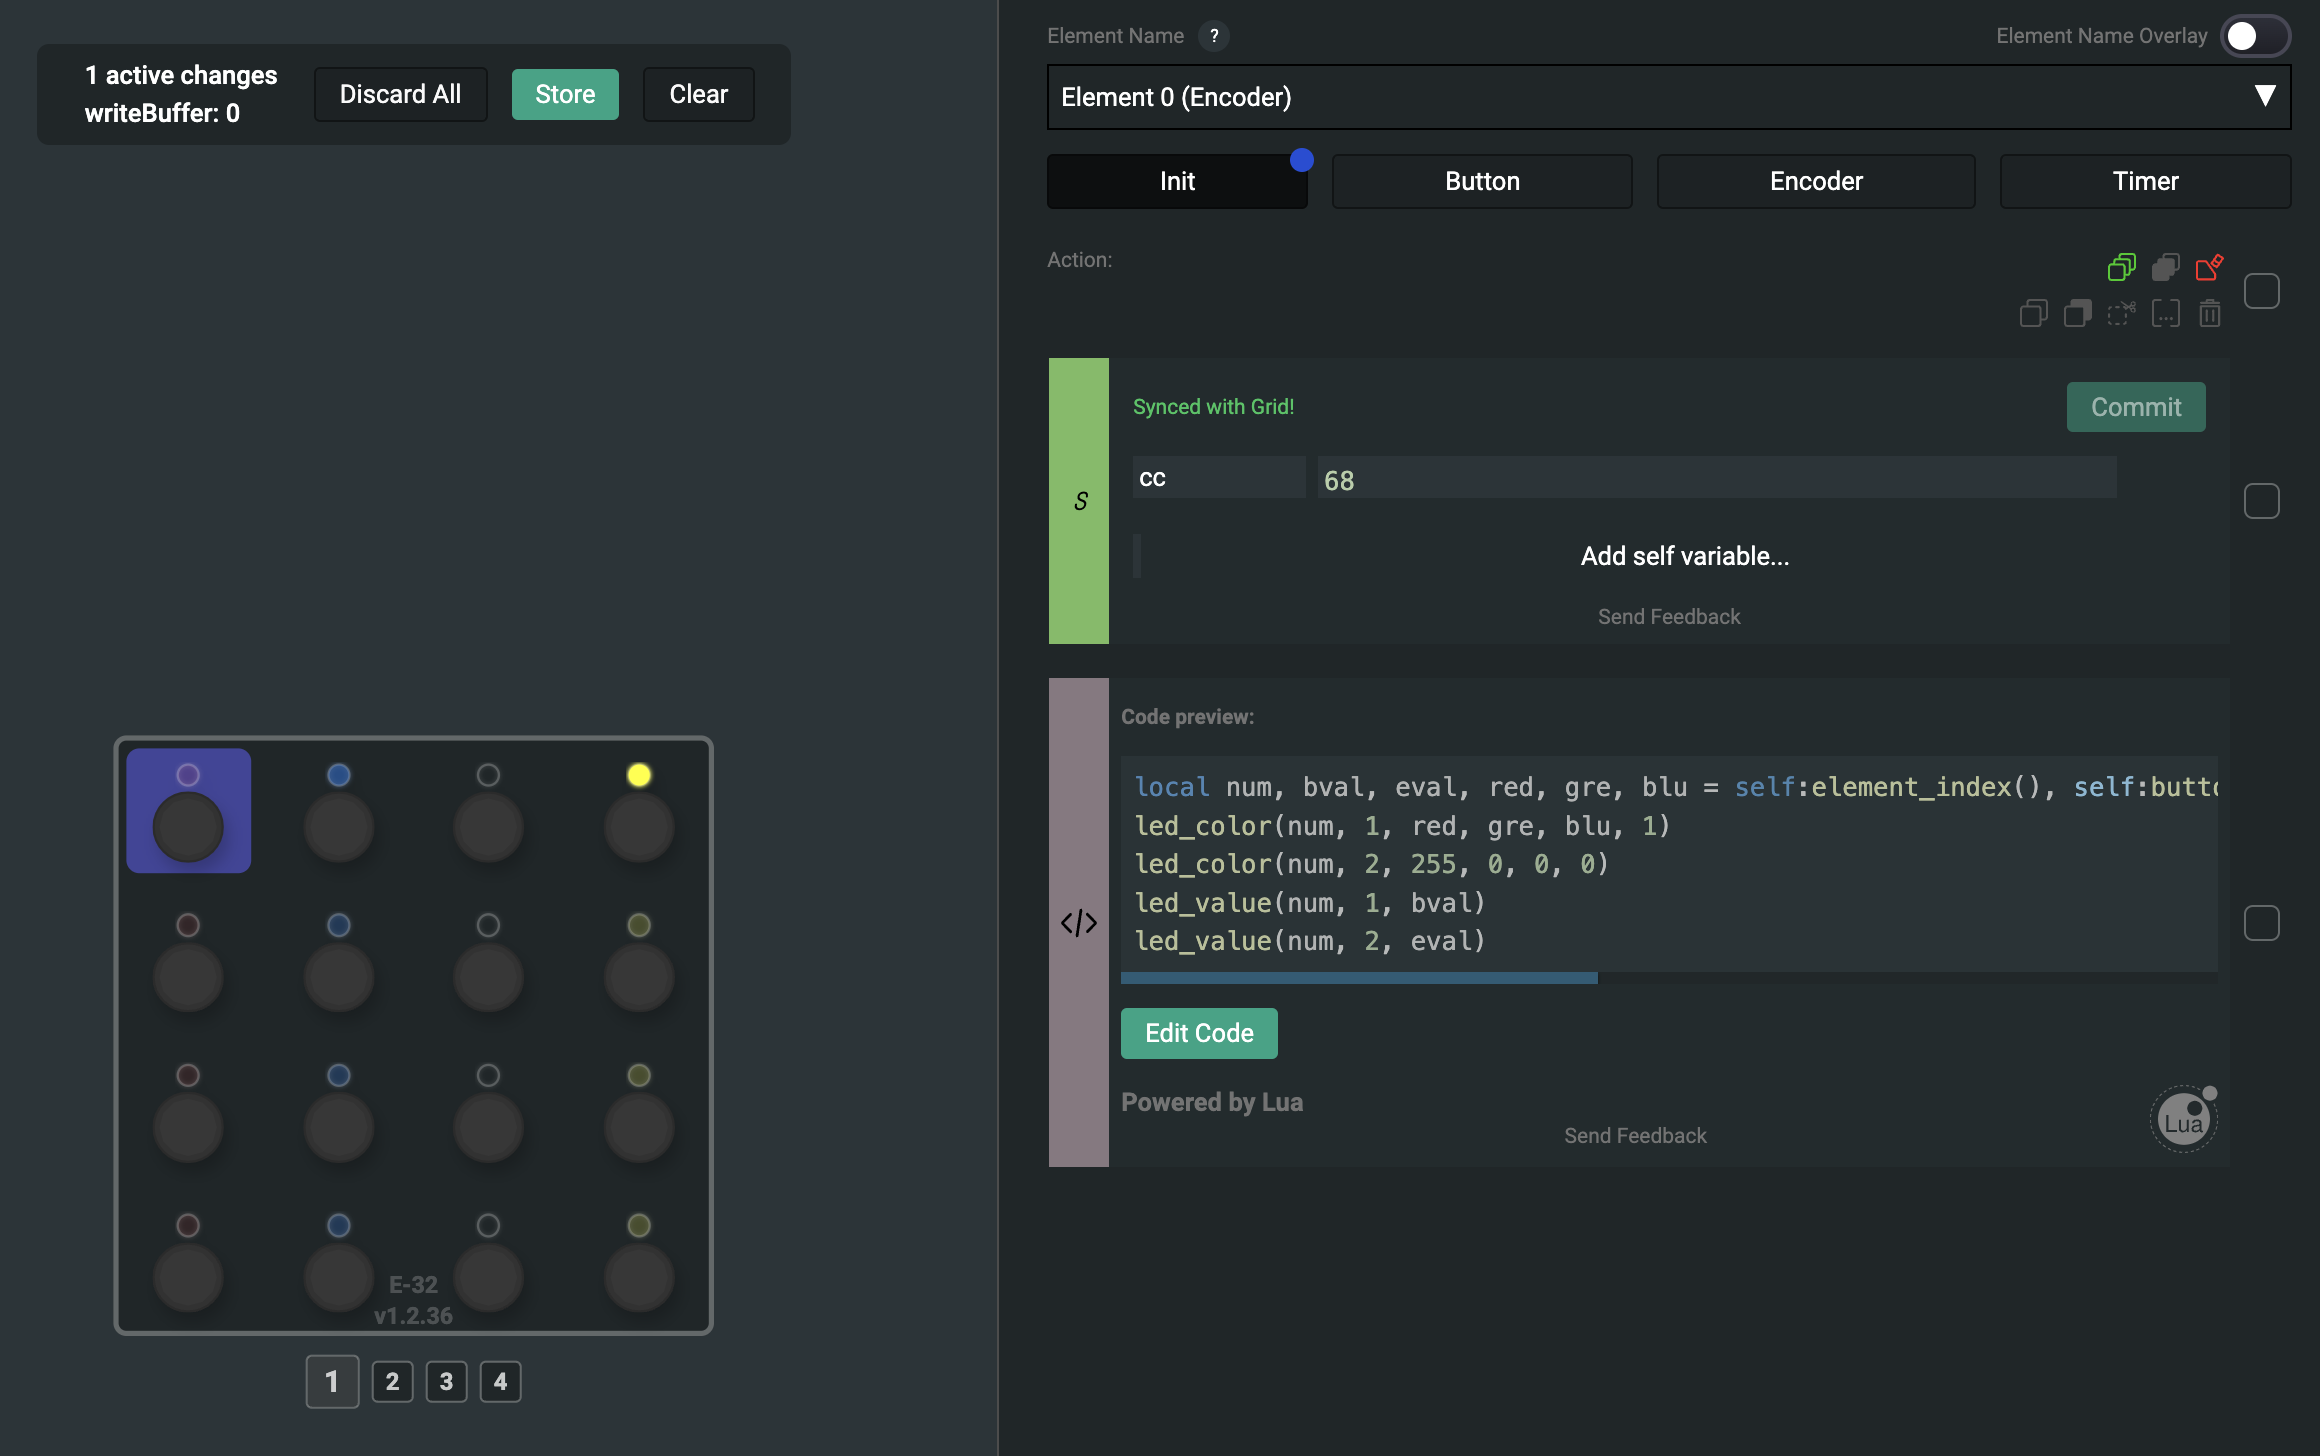 1 active changes
writeBuffer: 0
Discard All
Store
Clear
E-32
v1.2.36
1
2
3
4
Element Name
?
Element Name Overlay
Element 0 (Encoder)
Init
Button
Encoder
Timer
Action:
S
Synced with Grid!
Commit
cc
68
Add self variable...
Send Feedback
</>
Code preview:
local num, bval, eval, red, gre, blu = self:element_index(), self:butto
led_color(num, 1, red, gre, blu, 1)
led_color(num, 2, 255, 0, 0, 0)
led_value(num, 1, bval)
led_value(num, 2, eval)
Edit Code
Powered by Lua
Lua
Send Feedback